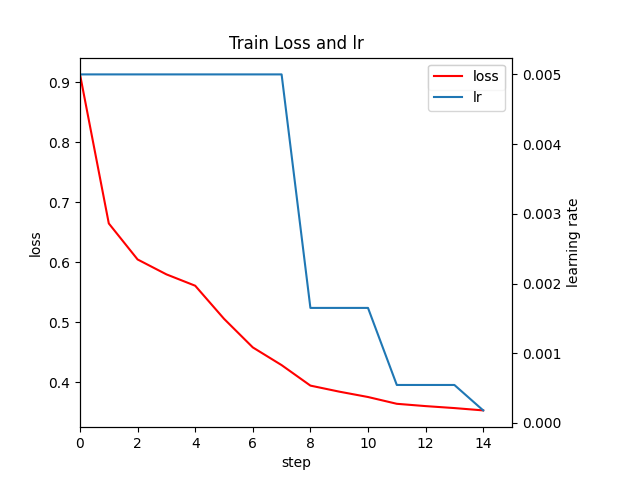 Train Loss and lr
loss
lr
0.9
0.8
0.7
0.6
0.5
0.4
loss
0.005
0.004
0.003
0.002
0.001
0.000
learning rate
0 2 4 6 8 10 12 14
step